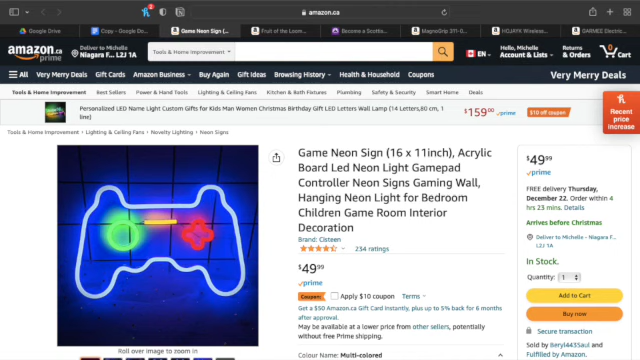 amazon.ca
Google Drive
Copy - Google Do...
Game Neon Sign (...
Fruit of the Loom...
Become a Scottis...
MagnoGrip 311-0...
HOJAYK Wireless...
GARMEE Electric...
amazon.ca
prime
Deliver to Michelle
Niagara F... L2J 1A
Tools & Home Improvement
EN
Hello, Michelle
Account & Lists
Returns
& Orders
0
Cart
All
Very Merry Deals
Gift Cards
Amazon Business
Buy Again
Gift Ideas
Browsing History
Health & Household
Coupons
Very Merry Deals
Tools & Home Improvement
Best Sellers
Power & Hand Tools
Lighting & Ceiling Fans
Kitchen & Bath Fixtures
Plumbing
Safety & Security
Smart Home
Deals
Personalized LED Name Light Custom Gifts for Kids Man Women Christmas Birthday Gift LED Letters Wall Lamp (14 Letters,80 cm, 1
line)
$159.00 prime
$10 off coupon
Recent
price
increase
Tools & Home Improvement › Lighting & Ceiling Fans › Novelty Lighting › Neon Signs
Game Neon Sign (16 x 11inch), Acrylic
Board Led Neon Light Gamepad
Controller Neon Signs Gaming Wall,
Hanging Neon Light for Bedroom
Children Game Room Interior
Decoration
Brand: Cisteen
234 ratings
$49.99
prime
Coupon:
Apply $10 coupon
Terms
Get a $50 Amazon.ca Gift Card instantly, plus up to 5% back for 6 months
after approval.
May be available at a lower price from other sellers, potentially
without free Prime shipping.
Colour Name: Multi-colored
Roll over image to zoom in
$49.99
prime
FREE delivery Thursday,
December 22. Order within 4
hrs 23 mins. Details
Arrives before Christmas
Deliver to Michelle - Niagara F...
L2J 1A
In Stock.
Quantity: 1
Add to Cart
Buy now
Secure transaction
Sold by Beryl4435aul and
Fulfilled by Amazon.